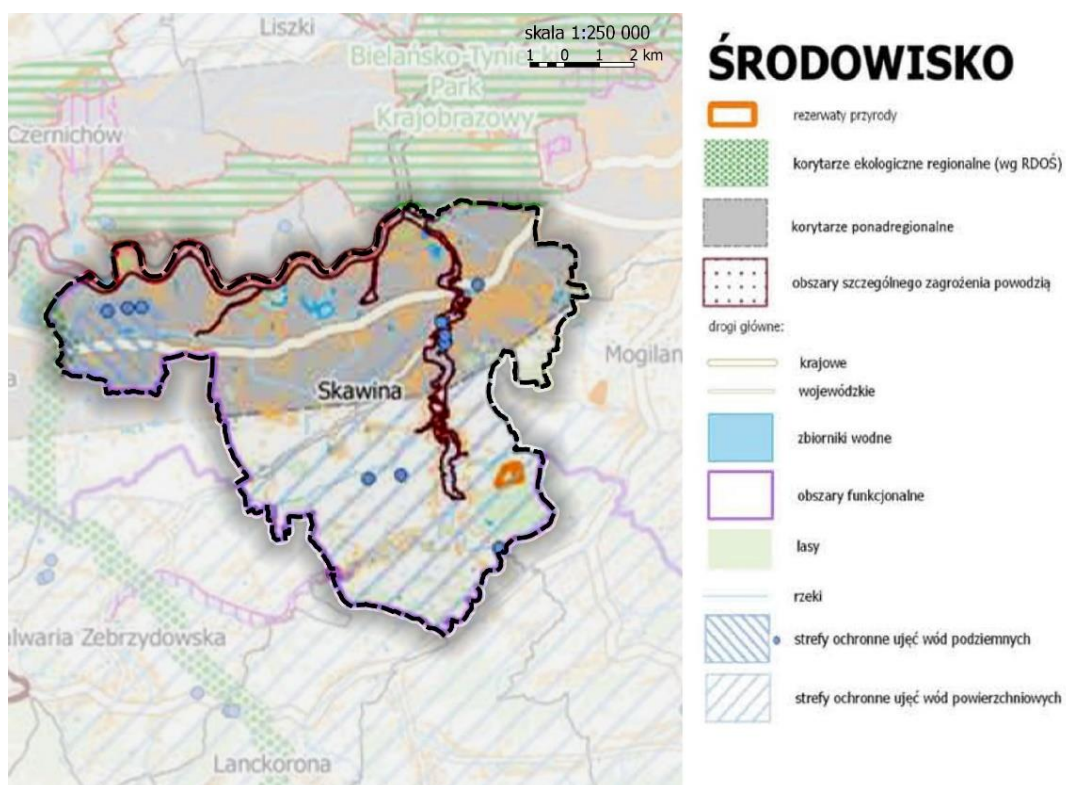 Liszki
skala 1:250 000
1 0 1 2 km
Bielańsko-Tyniecki
Park
Krajobrazowy
Czernichów
Mogilan
Skawina
lwaria Zebrzydowska
Lanckorona
ŚRODOWISKO
rezerwaty przyrody
korytarze ekologiczne regionalne (wg RDOŚ)
korytarze ponadregionalne
obszary szczególnego zagrożenia powodzią
drogi główne:
krajowe
wojewódzkie
zbiorniki wodne
obszary funkcjonalne
lasy
rzeki
strefy ochronne ujęć wód podziemnych
strefy ochronne ujęć wód powierzchniowych